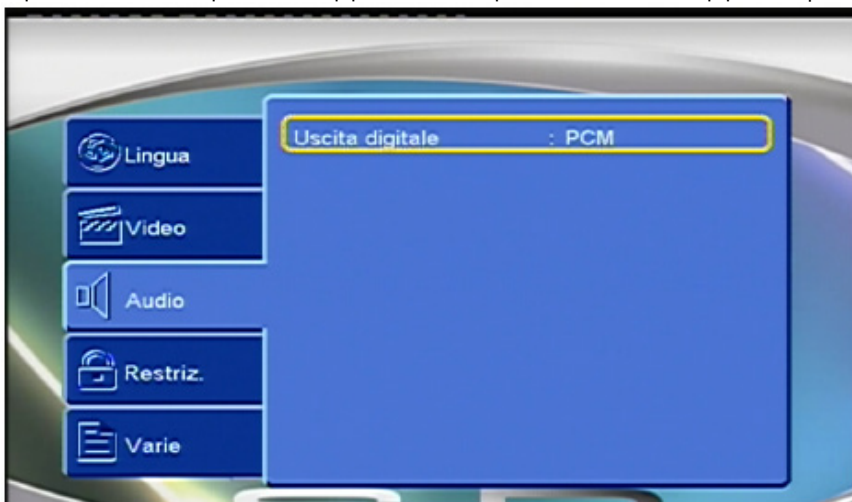 Uscita digitale : PCM
Lingua
Video
Audio
Restriz.
Varie